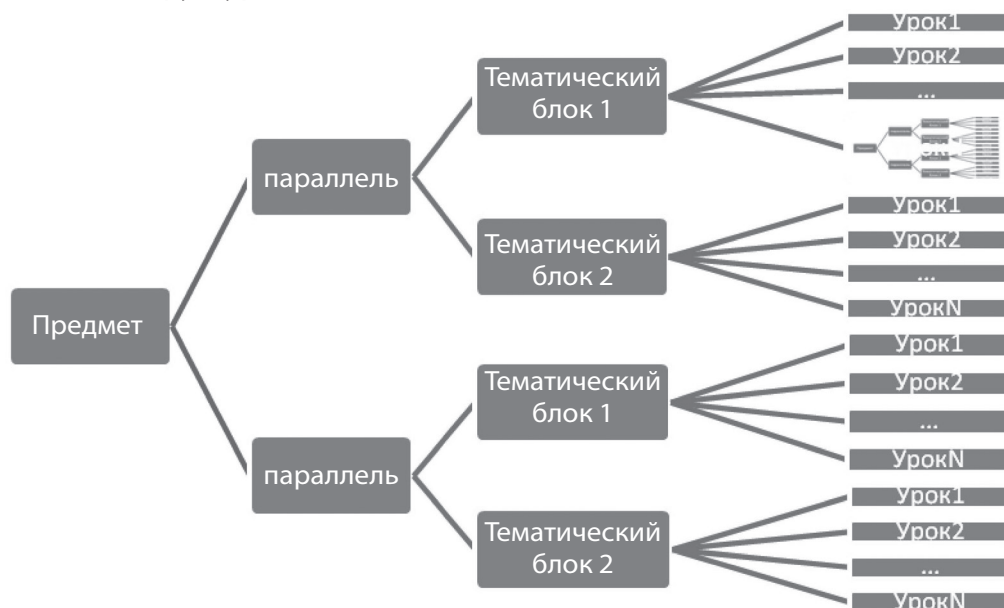 Предмет
параллель
Тематический
блок 1
Урок1
Урок2
...
Тематический
блок 2
Урок1
Урок2
...
УрокN
параллель
Тематический
блок 1
Урок1
Урок2
...
УрокN
Тематический
блок 2
Урок1
Урок2
...
УрокN